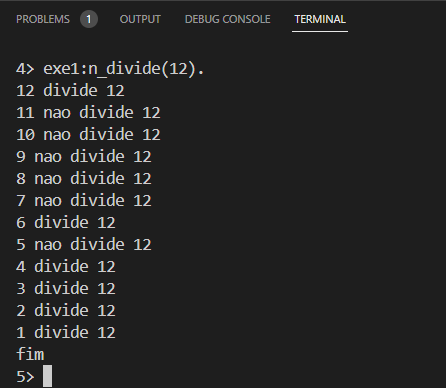 PROBLEMS 1 OUTPUT DEBUG CONSOLE TERMINAL
4> exe1:n_divide(12).
12 divide 12
11 nao divide 12
10 nao divide 12
9 nao divide 12
8 nao divide 12
7 nao divide 12
6 divide 12
5 nao divide 12
4 divide 12
3 divide 12
2 divide 12
1 divide 12
fim
5>